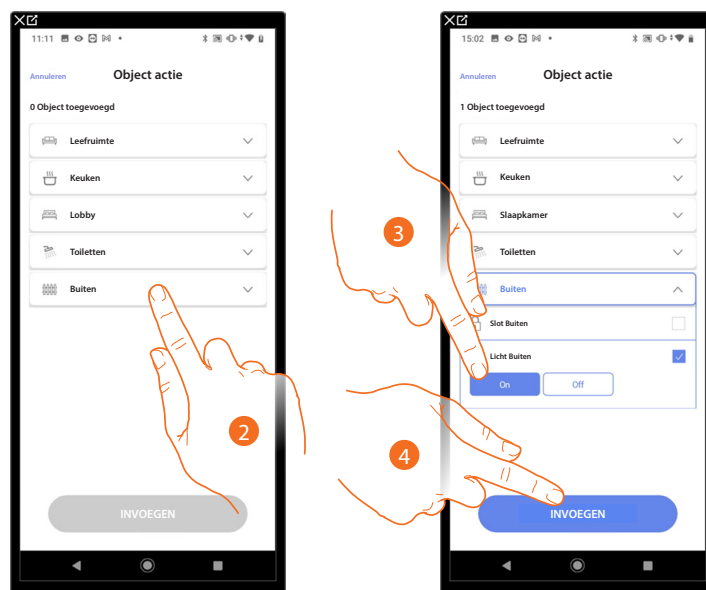 11:11
Annuleren Object actie
0 Object toegevoegd
Leefruimte
Keuken
Lobby
Toiletten
Buiten
2
INVOEGEN
15:02
Annuleren Object actie
1 Object toegevoegd
Leefruimte
Keuken
3
Slaapkamer
Toiletten
Buiten
Slot Buiten
Licht Buiten
On Off
4
INVOEGEN